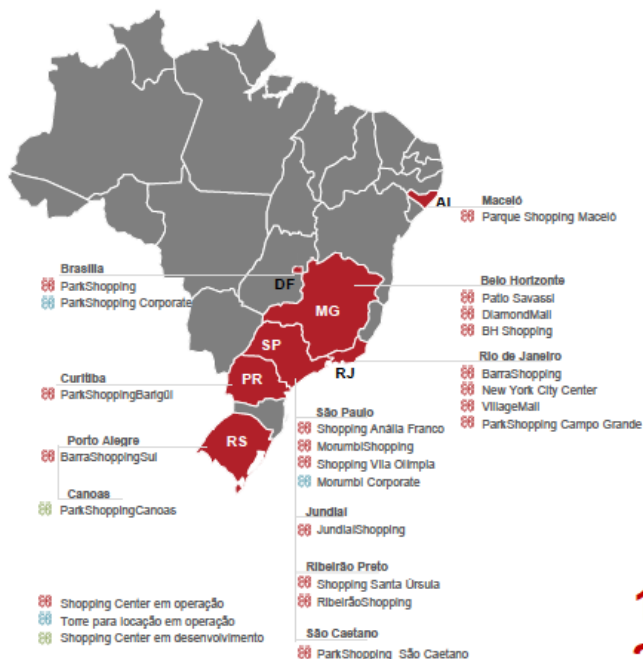 AL
Maceió
Parque Shopping Maceió
Brasília
ParkShopping
ParkShopping Corporate
DF
MG
Belo Horizonte
Patio Savassi
DiamondMall
BH Shopping
SP
RJ
Rio de Janeiro
BarraShopping
New York City Center
VillageMall
ParkShopping Campo Grande
Curitiba
ParkShoppingBarigüi
PR
São Paulo
Shopping Anália Franco
MorumbiShopping
Shopping Vila Olímpia
Morumbi Corporate
Porto Alegre
BarraShoppingSul
RS
Canoas
ParkShoppingCanoas
Jundiaí
JundiaíShopping
Ribeirão Preto
Shopping Santa Úrsula
RibeirãoShopping
São Caetano
ParkShopping São Caetano
Shopping Center em operação
Torre para locação em operação
Shopping Center em desenvolvimento